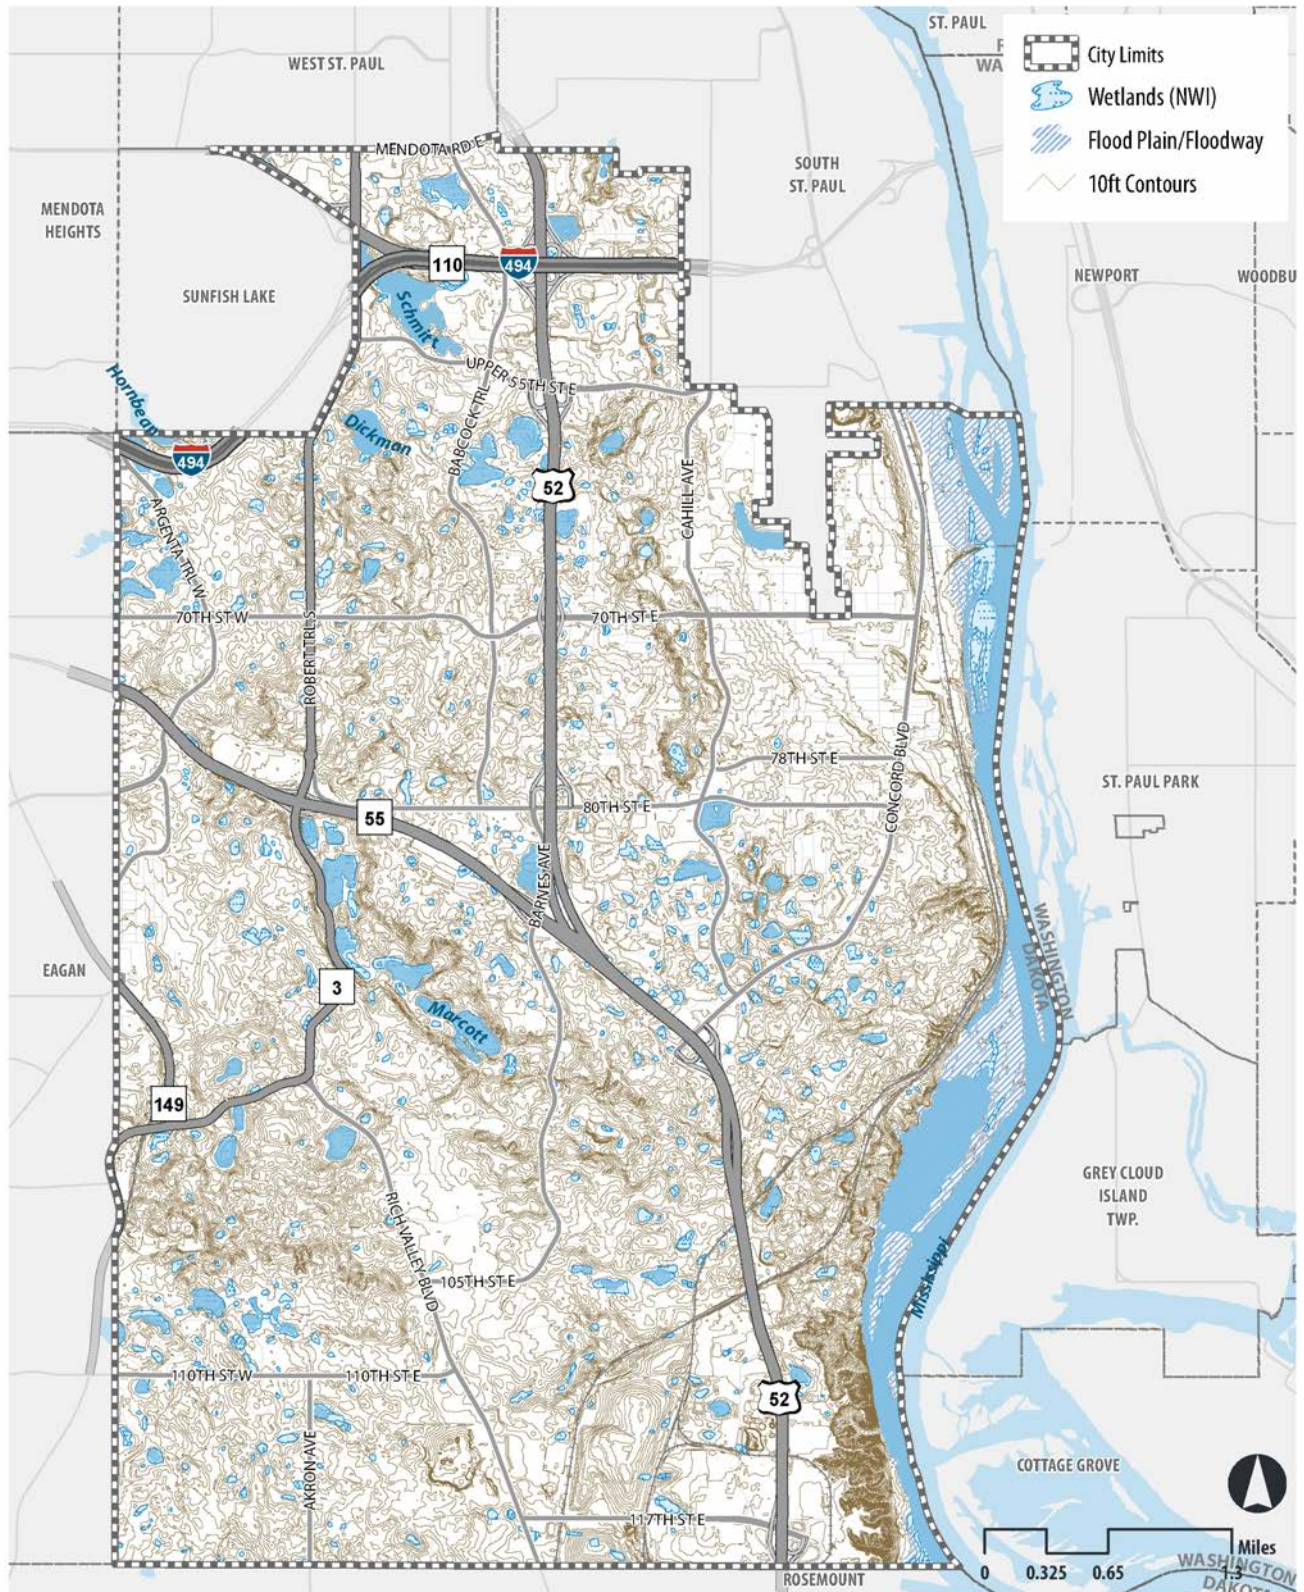 ST. PAUL
WEST ST. PAUL
City Limits
Wetlands (NWI)
Flood Plain/Floodway
10ft Contours
MENDOTA RD E
SOUTH
ST. PAUL
MENDOTA
HEIGHTS
110
494
NEWPORT
WOODBU
SUNFISH LAKE
Schmitt
UPPER 55TH ST E
Hornbean
Dickman
BABCOCK TRL
494
52
CAHILL AVE
ARGENTA TRL W
70TH ST W
70TH ST E
ROBERT TRL S
78TH ST E
CONCORD BLVD
ST. PAUL PARK
80TH ST E
55
BARNES AVE
WASHINGTON
DAKOTA
EAGAN
3
Marcott
149
GREY CLOUD
ISLAND
TWP.
RICH VALLEY BLVD
105TH ST E
Mississippi
110TH ST W
110TH ST E
52
AKRON AVE
COTTAGE GROVE
117TH ST E
Miles
0 0.325 0.65 1.3
WASHINGTON
DAKOTA
ROSEMOUNT